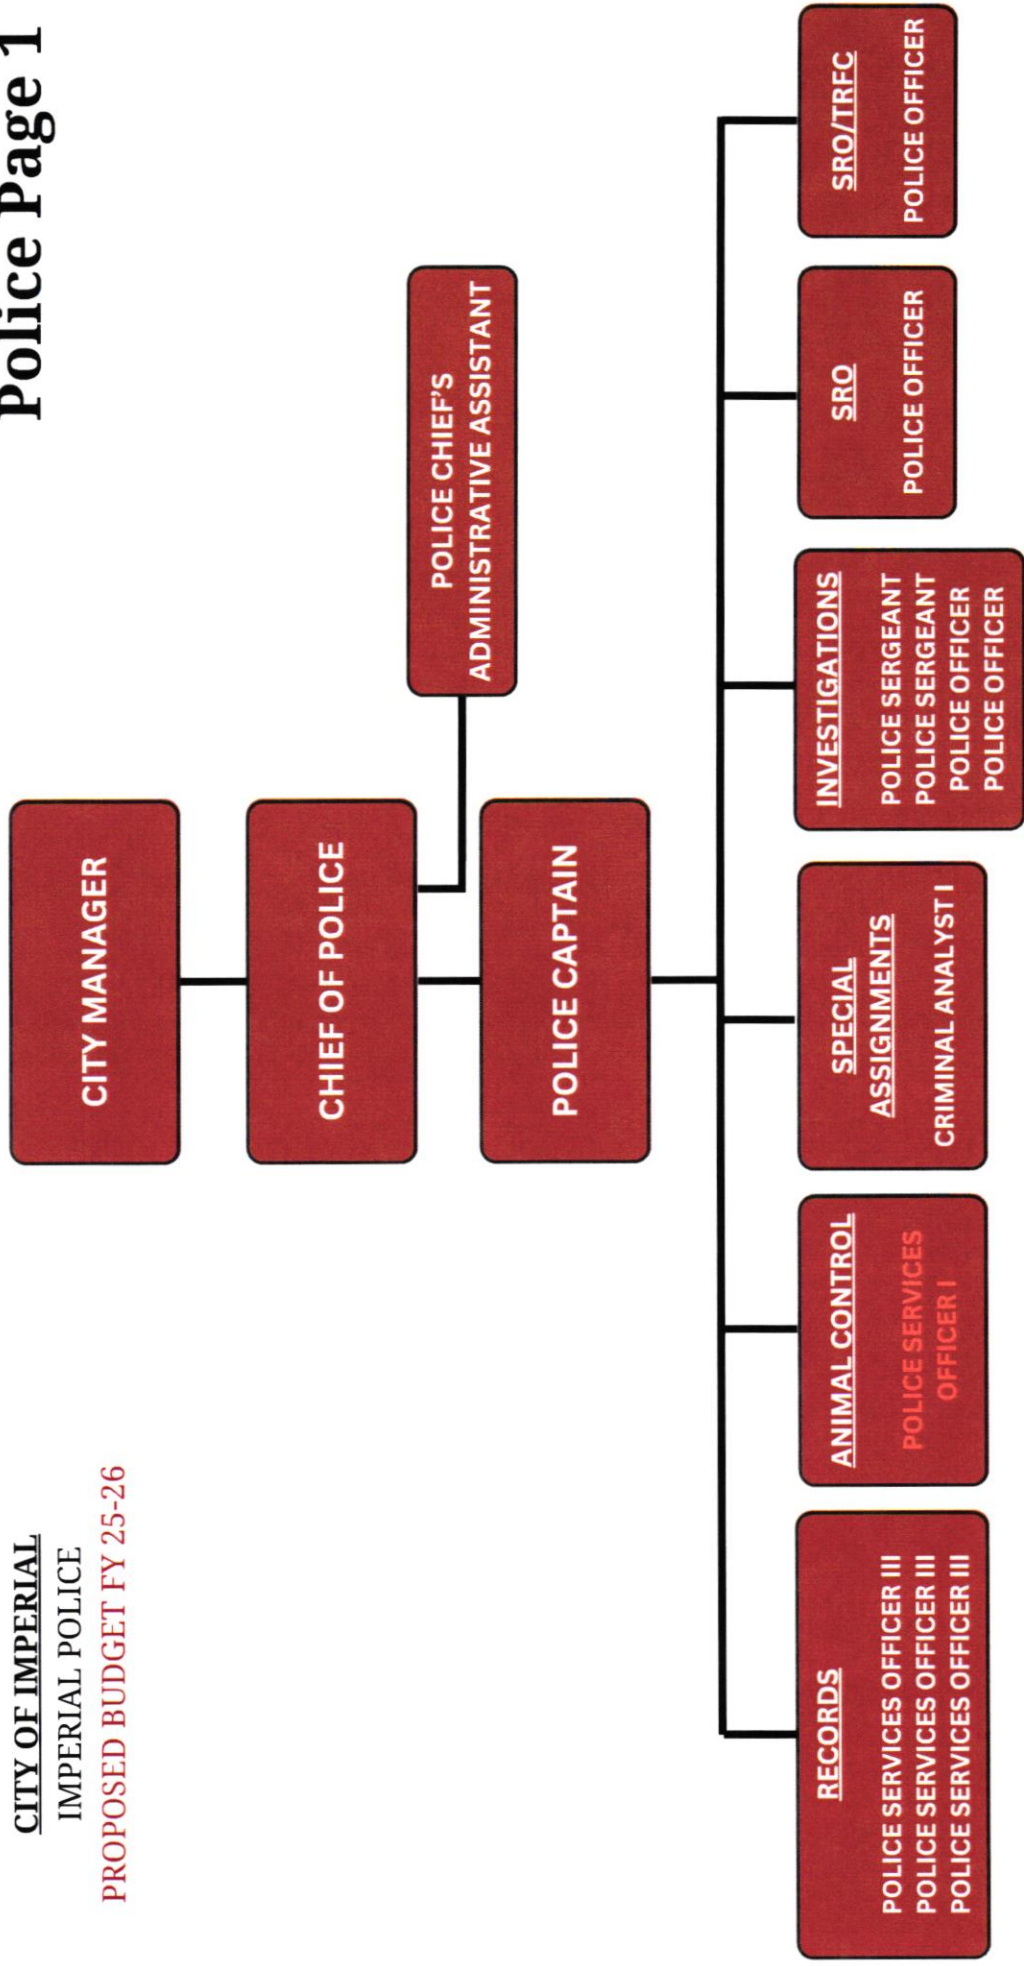 Police Page 1
CITY OF IMPERIAL
IMPERIAL POLICE
PROPOSED BUDGET FY 25-26
CITY MANAGER
CHIEF OF POLICE
POLICE CHIEF'S
ADMINISTRATIVE ASSISTANT
POLICE CAPTAIN
RECORDS
POLICE SERVICES OFFICER III
POLICE SERVICES OFFICER III
POLICE SERVICES OFFICER III
ANIMAL CONTROL
POLICE SERVICES
OFFICER I
SPECIAL
ASSIGNMENTS
CRIMINAL ANALYST I
INVESTIGATIONS
POLICE SERGEANT
POLICE SERGEANT
POLICE OFFICER
POLICE OFFICER
SRO
POLICE OFFICER
SRO/TRFC
POLICE OFFICER